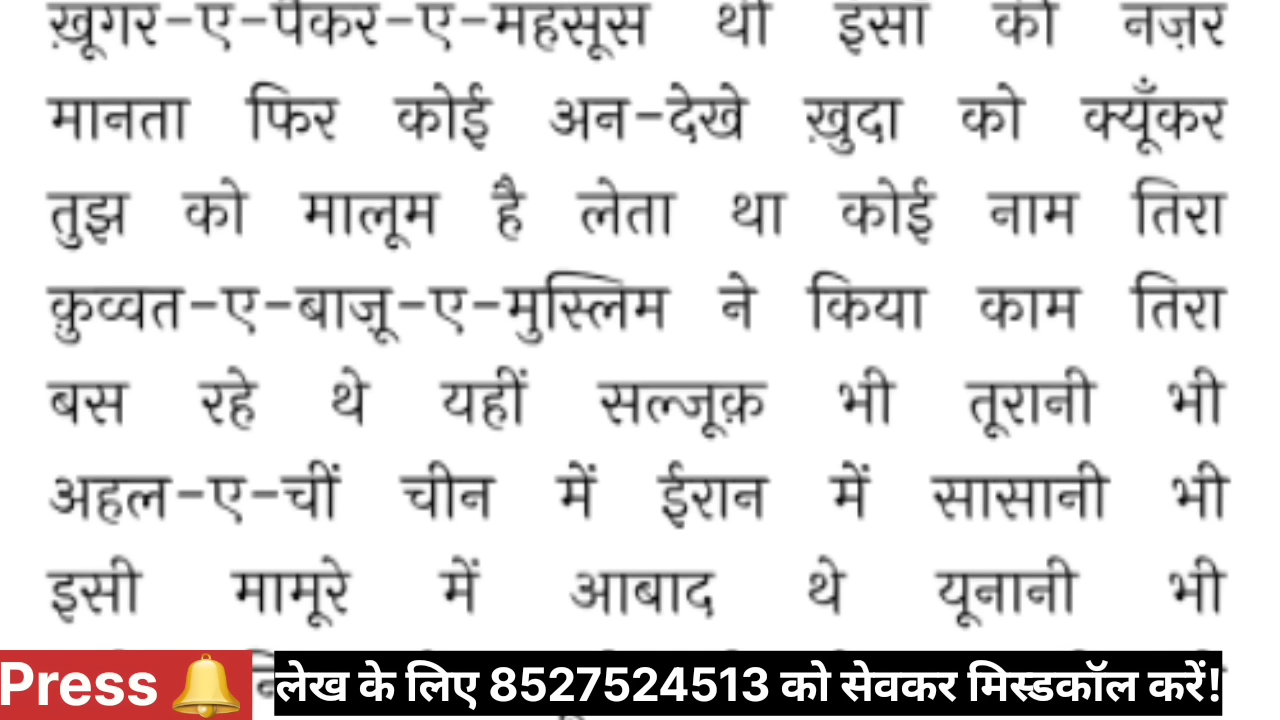 ख़ूगर-ए-पैकर-ए-महसूस थी इंसाँ की नज़र
मानता फिर कोई अन-देखे ख़ुदा को क्यूँकर
तुझ को मालूम है लेता था कोई नाम तिरा
क़ुव्वत-ए-बाज़ू-ए-मुस्लिम ने किया काम तिरा
बस रहे थे यहीं सल्जूक़ भी तूरानी भी
अहल-ए-चीं चीन में ईरान में सासानी भी
इसी मामूरे में आबाद थे यूनानी भी
Press लेख के लिए 8527524513 को सेवकर मिस्डकॉल करें!